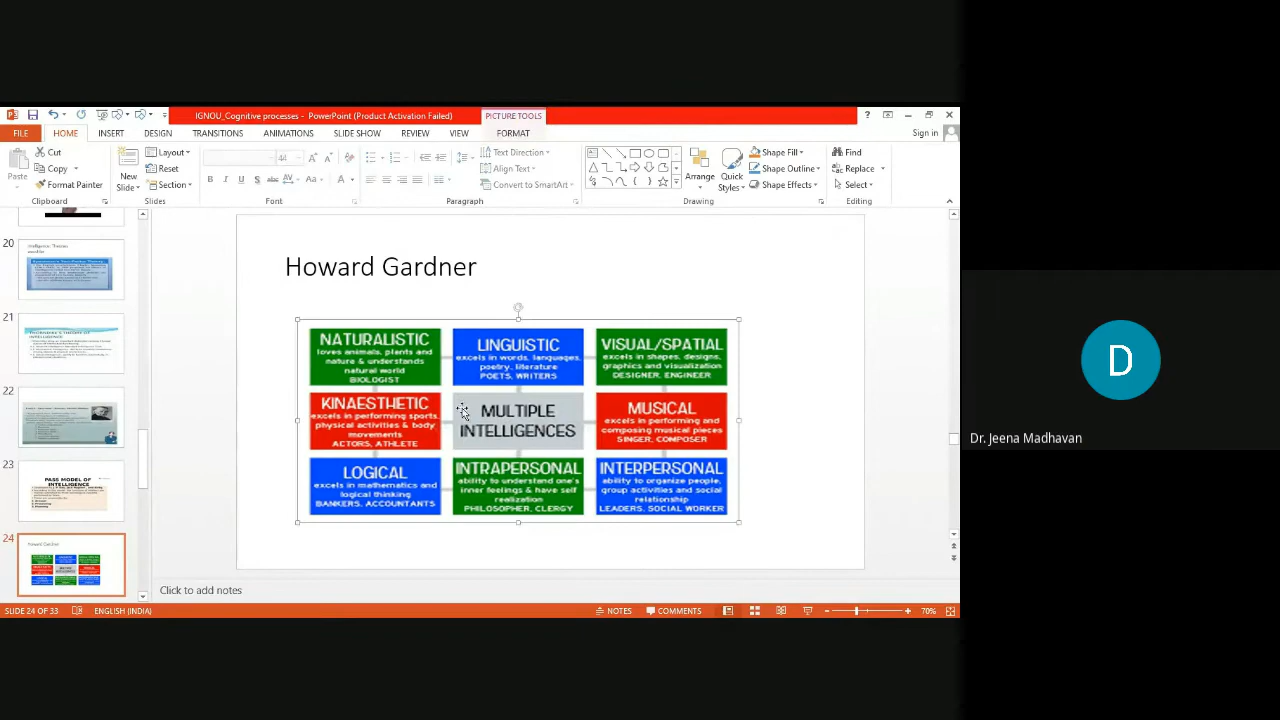 IGNOU_Cognitive processes - PowerPoint (Product Activation Failed)
PICTURE TOOLS
FILE HOME INSERT DESIGN TRANSITIONS ANIMATIONS SLIDE SHOW REVIEW VIEW FORMAT
Sign in
Paste
Cut
Copy
Format Painter
Clipboard
New
Slide
Layout
Reset
Section
Slides
44
Font
Text Direction
Align Text
Convert to SmartArt
Paragraph
Arrange
Quick
Styles
Shape Fill
Shape Outline
Shape Effects
Drawing
Find
Replace
Select
Editing
20
21
22
23
PASS MODEL OF
INTELLIGENCE
24
Howard Gardner
Howard Gardner
NATURALISTIC
loves animals, plants and
nature & understands
natural world
BIOLOGIST
LINGUISTIC
excels in words, languages,
poetry, literature
POETS, WRITERS
VISUAL/SPATIAL
excels in shapes, designs,
graphics and visualization
DESIGNER, ENGINEER
KINAESTHETIC
excels in performing sports,
physical activities & body
movements
ACTORS, ATHLETE
MULTIPLE
INTELLIGENCES
MUSICAL
excels in performing and
composing musical pieces
SINGER, COMPOSER
LOGICAL
excels in mathematics and
logical thinking
BANKERS, ACCOUNTANTS
INTRAPERSONAL
ability to understand one's
inner feelings & have self
realization
PHILOSOPHER, CLERGY
INTERPERSONAL
ability to organize people,
group activities and social
relationship
LEADERS, SOCIAL WORKER
Click to add notes
SLIDE 24 OF 33
ENGLISH (INDIA)
NOTES
COMMENTS
70%
D
Dr. Jeena Madhavan